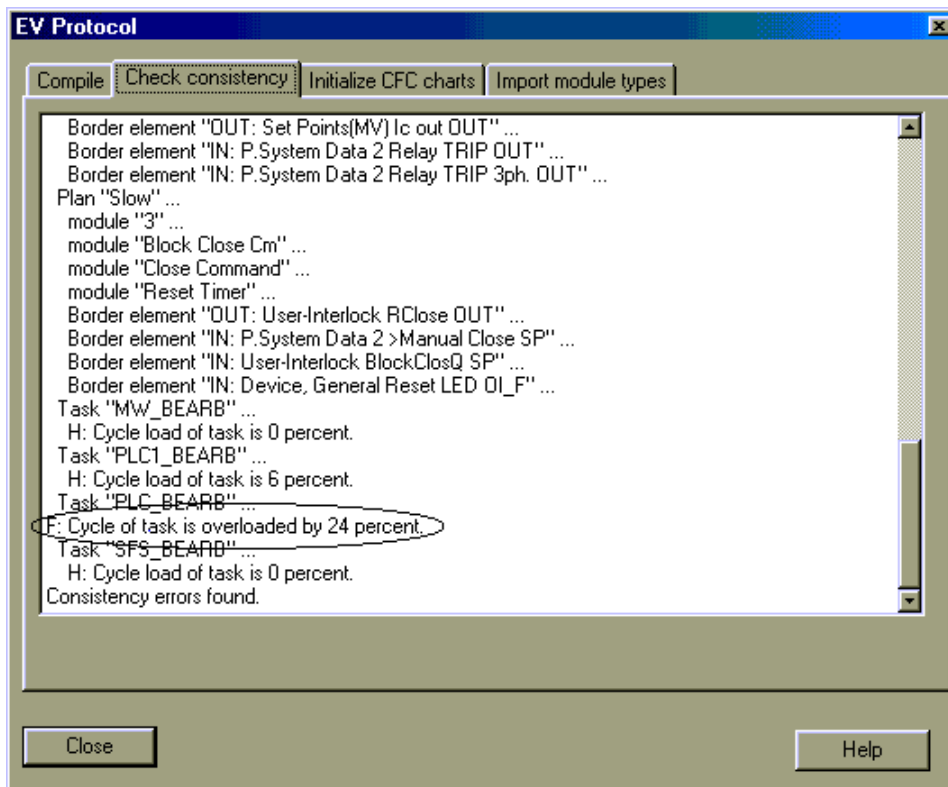 EV Protocol
Compile
Check consistency
Initialize CFC charts
Import module types
Border element "OUT: Set Points(MV) Ic out OUT" ...
Border element "IN: P.System Data 2 Relay TRIP OUT" ...
Border element "IN: P.System Data 2 Relay TRIP 3ph. OUT" ...
Plan "Slow" ...
module "3" ...
module "Block Close Cm" ...
module "Close Command" ...
module "Reset Timer" ...
Border element "OUT: User-Interlock RClose OUT" ...
Border element "IN: P.System Data 2 >Manual Close SP" ...
Border element "IN: User-Interlock BlockClosQ SP" ...
Border element "IN: Device, General Reset LED OI_F" ...
Task "MW_BEARB" ...
H: Cycle load of task is 0 percent.
Task "PLC1_BEARB" ...
H: Cycle load of task is 6 percent.
Task "PLC_BEARB" ...
F: Cycle of task is overloaded by 24 percent.
Task "SFS_BEARB" ...
H: Cycle load of task is 0 percent.
Consistency errors found.
Close
Help